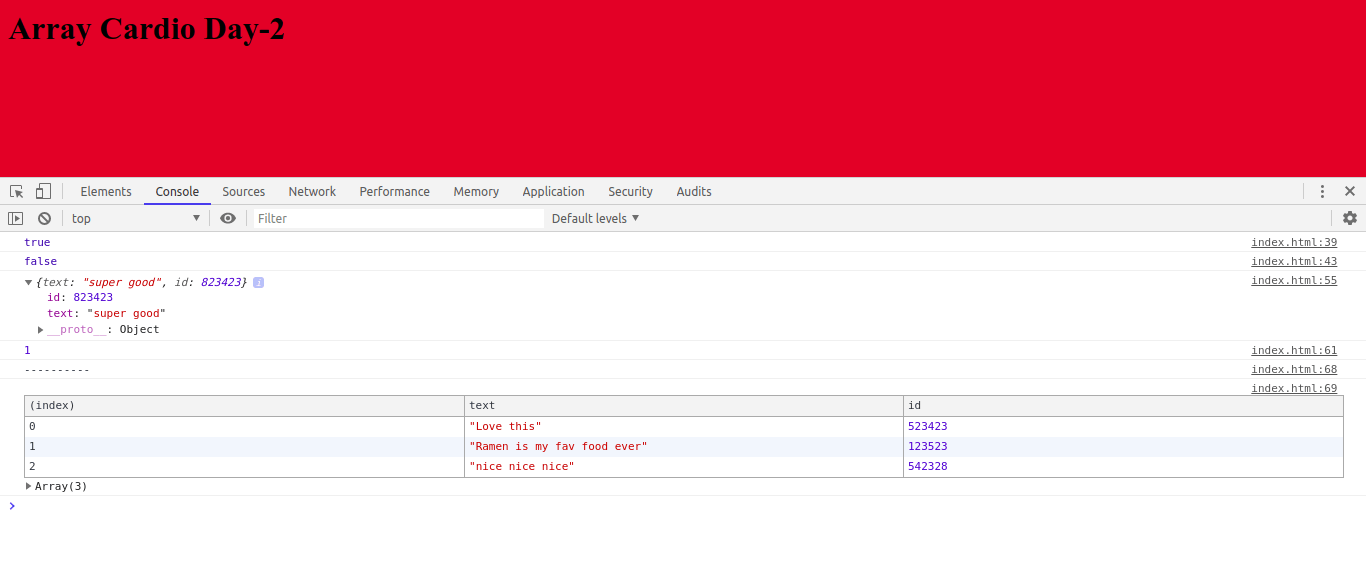 Array Cardio Day-2
Elements Console Sources Network Performance Memory Application Security Audits
top Filter Default levels
true index.html:39
false index.html:43
{text: "super good", id: 823423} i index.html:55
id: 823423
text: "super good"
__proto__: Object
1 index.html:61
---------- index.html:68
index.html:69
(index) text id
0 "Love this" 523423
1 "Ramen is my fav food ever" 123523
2 "nice nice nice" 542328
Array(3)